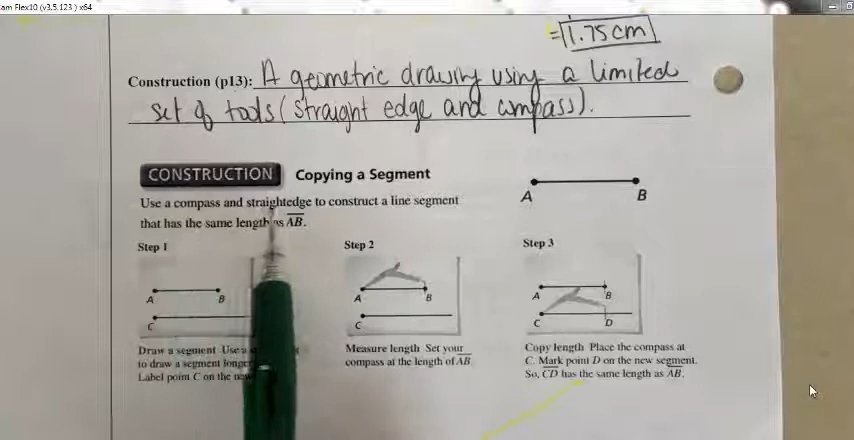 am Flex10 (v3.5.123 ) x64
= 1.75cm
Construction (p13): A geometric drawing using a limited
set of tools (straight edge and compass).
CONSTRUCTION Copying a Segment
Use a compass and straightedge to construct a line segment
that has the same length as AB.
A B
Step 1
A B
C
Draw a segment Use
to draw a segment longer
Label point C on the
Step 2
A B
C
Measure length Set your
compass at the length of AB.
Step 3
A B
C D
Copy length Place the compass at
C. Mark point D on the new segment.
So, CD has the same length as AB.